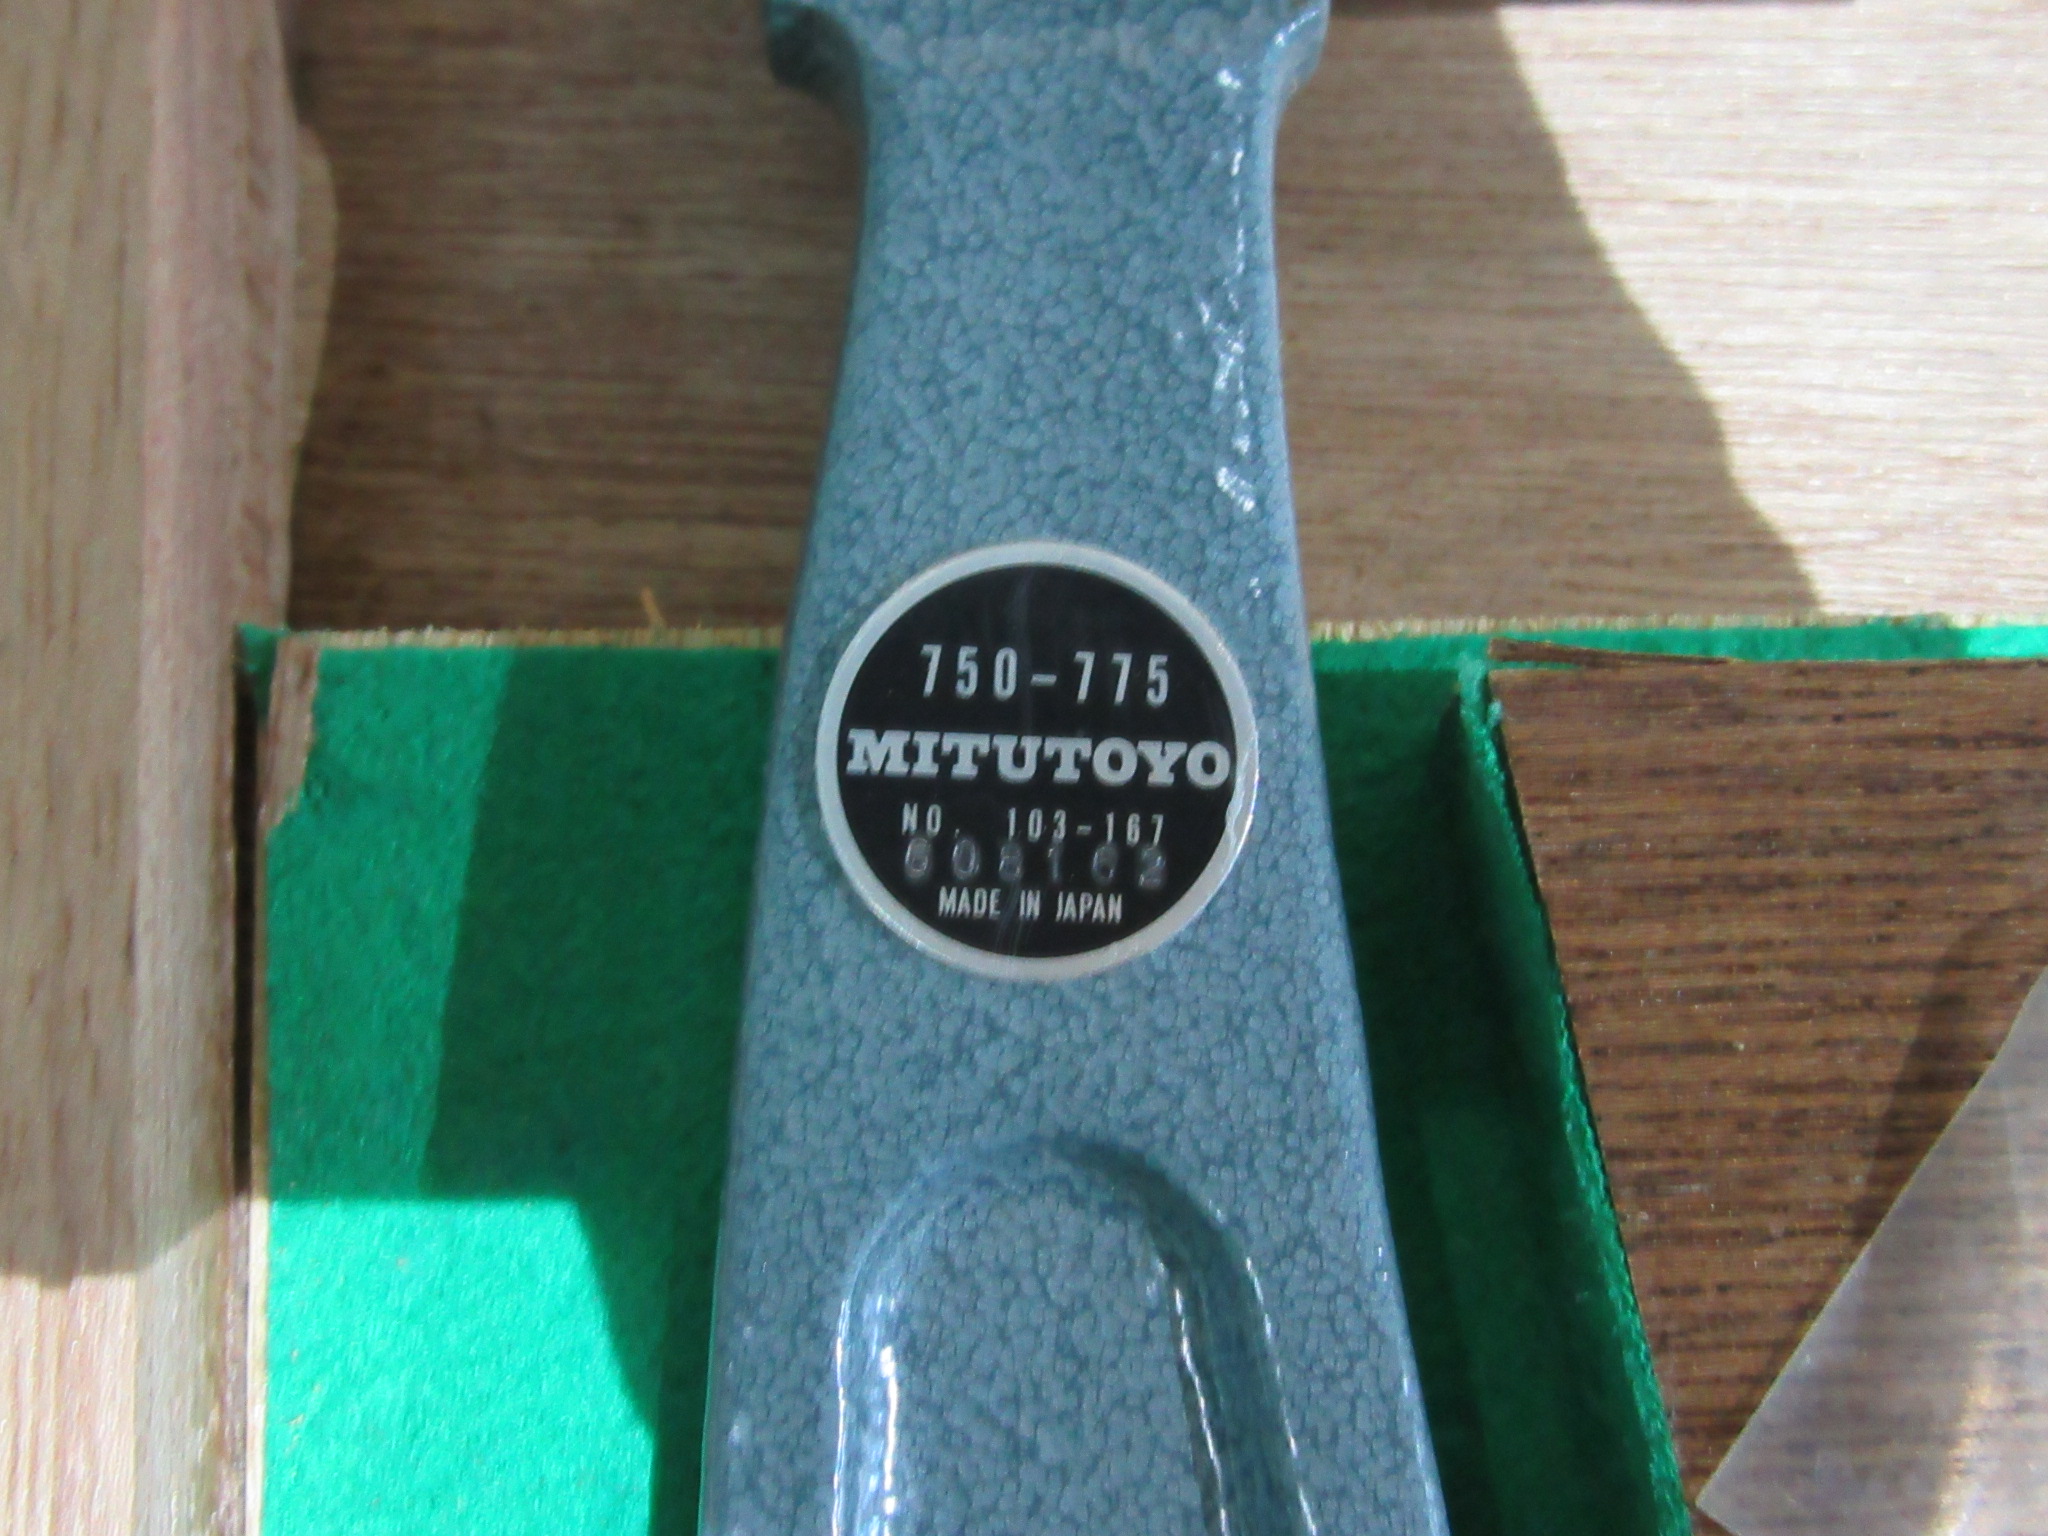 750-775
MITUTOYO
NO. 103-167
MADE IN JAPAN